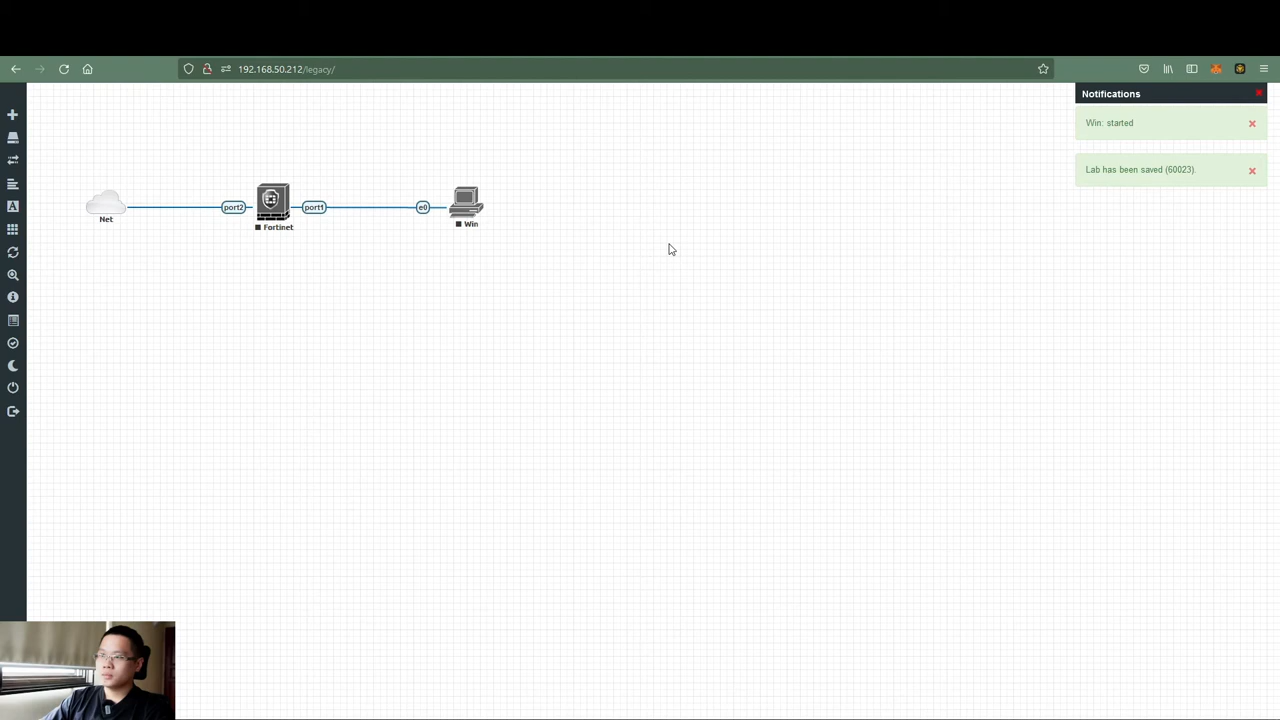 192.168.50.212/legacy/
Notifications
Win: started
Lab has been saved (60023).
Net
port2
Fortinet
port1
e0
Win